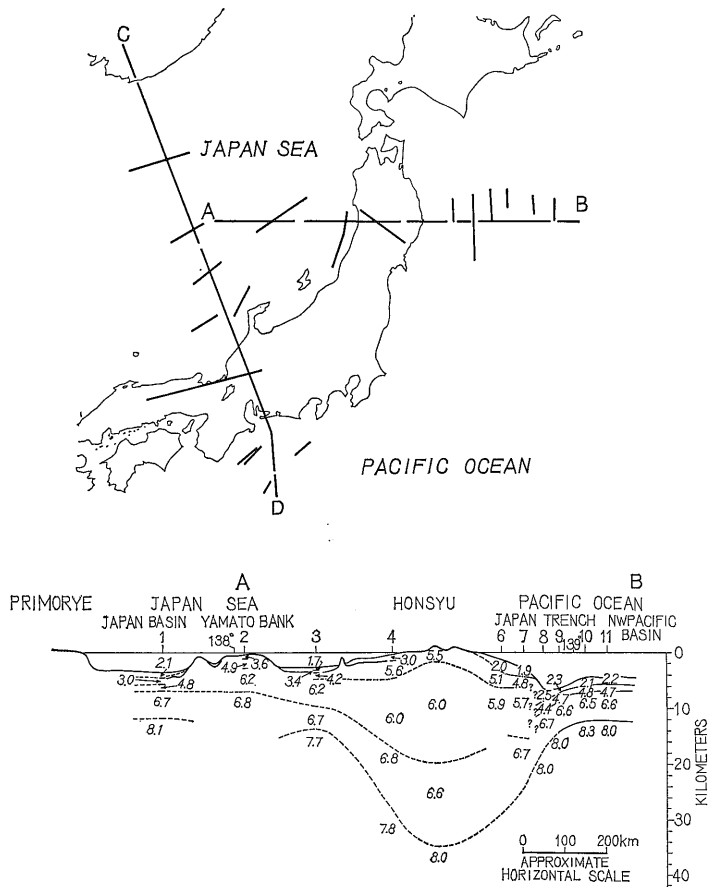 C
JAPAN SEA
A
B
PACIFIC OCEAN
D
A
B
PRIMORYE JAPAN SEA HONSYU PACIFIC OCEAN
JAPAN BASIN YAMATO BANK JAPAN TRENCH NWPACIFIC
BASIN
1 138° 2 3 4 6 7 8 9 139 10 11
0
2.1 4.9 3.6 1.7 3.0 5.5 2.0 1.9 2.3 2.1 2.2
3.0 4.8 6.2 3.4 4.2 5.6 5.1 4.8 ? 2.5 4.7 4.8 4.7
6.2
6.7 6.8 6.7 6.0 6.0 5.9 5.7 ? 4.4 6.6 6.5 6.6
10
8.1 7.7 6.8 ? ? 6.7 8.0 8.3 8.0
6.7
8.0
20
6.6
7.8
30
8.0
40
KILOMETERS
0 100 200km
APPROXIMATE
HORIZONTAL SCALE